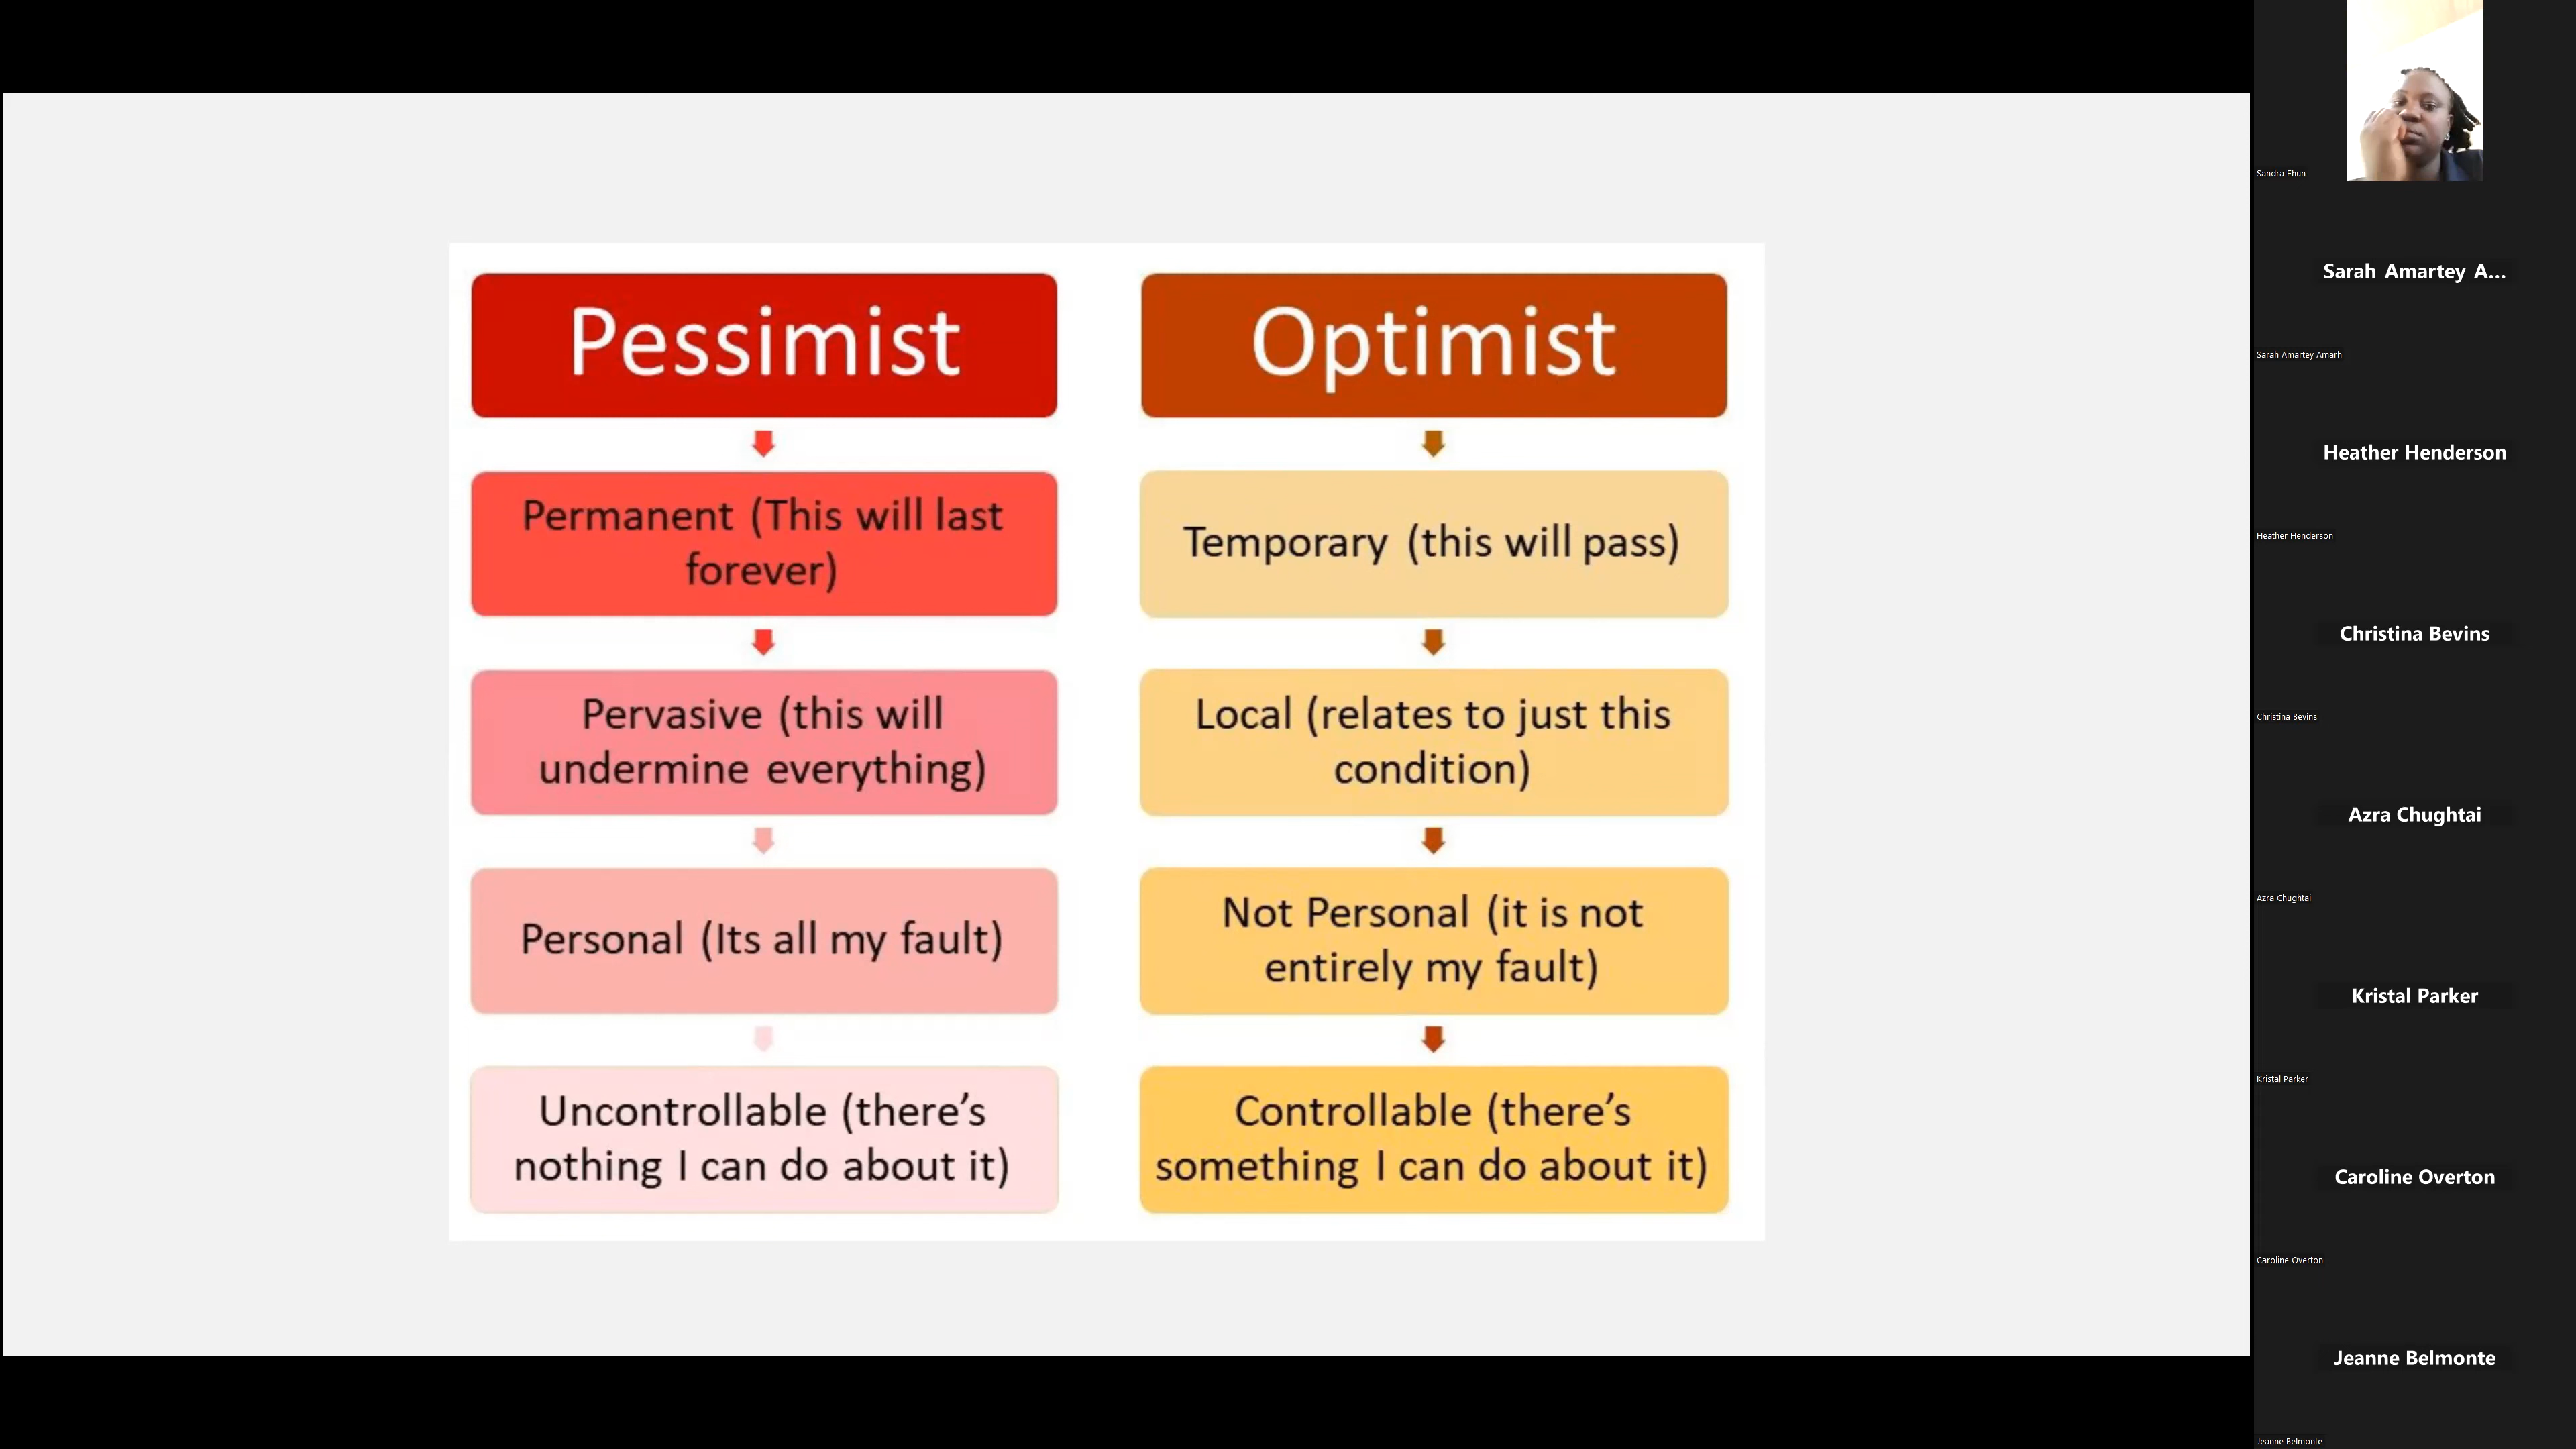 Pessimist
Permanent (This will last
forever)
Pervasive (this will
undermine everything)
Personal (Its all my fault)
Uncontrollable (there’s
nothing I can do about it)
Optimist
Temporary (this will pass)
Local (relates to just this
condition)
Not Personal (it is not
entirely my fault)
Controllable (there’s
something I can do about it)
Sandra Ehun
Sarah Amartey A...
Sarah Amartey Amarh
Heather Henderson
Heather Henderson
Christina Bevins
Christina Bevins
Azra Chughtai
Azra Chughtai
Kristal Parker
Kristal Parker
Caroline Overton
Caroline Overton
Jeanne Belmonte
Jeanne Belmonte